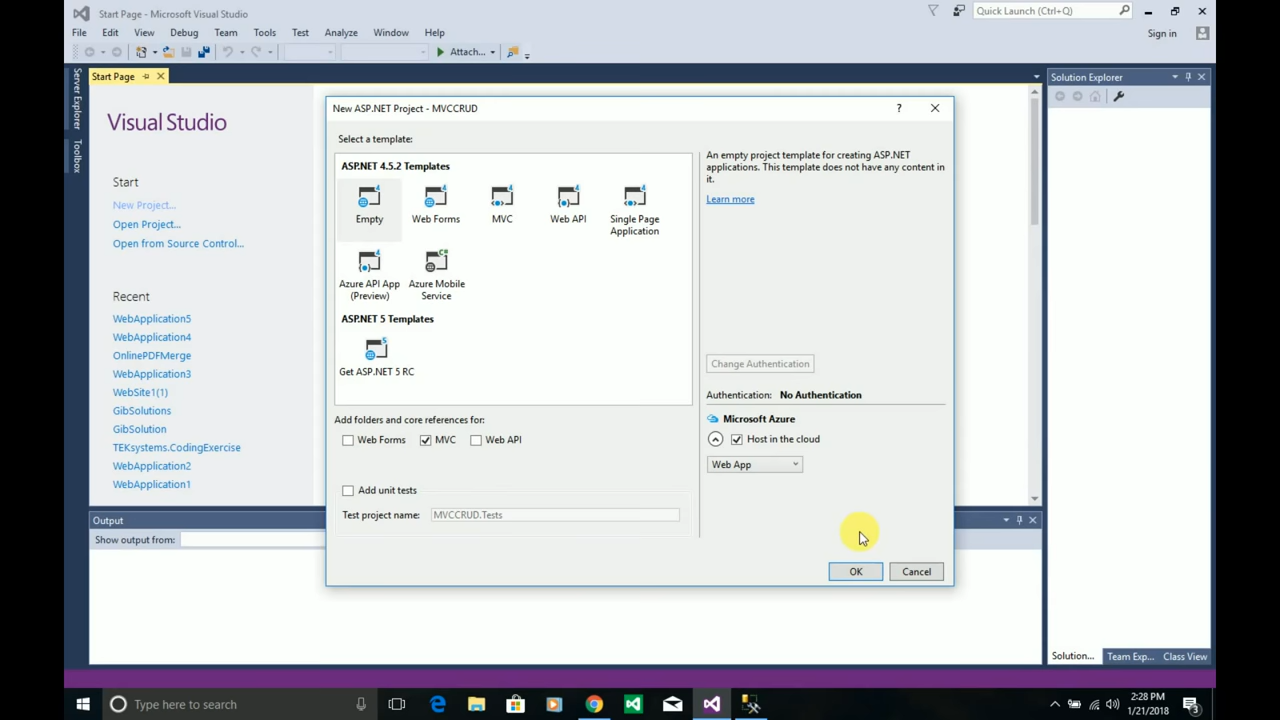 Start Page - Microsoft Visual Studio
Quick Launch (Ctrl+Q)
File Edit View Debug Team Tools Test Analyze Window Help
Sign in
Attach...
Server Explorer
Toolbox
Start Page
Visual Studio
Start
New Project...
Open Project...
Open from Source Control...
Recent
WebApplication5
WebApplication4
OnlinePDFMerge
WebApplication3
WebSite1(1)
GibSolutions
GibSolution
TEKsystems.CodingExercise
WebApplication2
WebApplication1
New ASP.NET Project - MVCCRUD
?
Select a template:
ASP.NET 4.5.2 Templates
Empty
Web Forms
MVC
Web API
Single Page
Application
Azure API App
(Preview)
Azure Mobile
Service
ASP.NET 5 Templates
Get ASP.NET 5 RC
Add folders and core references for:
Web Forms MVC Web API
Add unit tests
Test project name: MVCCRUD.Tests
An empty project template for creating ASP.NET
applications. This template does not have any content in
it.
Learn more
Change Authentication
Authentication: No Authentication
Microsoft Azure
Host in the cloud
Web App
OK Cancel
Solution Explorer
Output
Show output from:
Solution... Team Exp... Class View
Type here to search
2:28 PM
1/21/2018
3